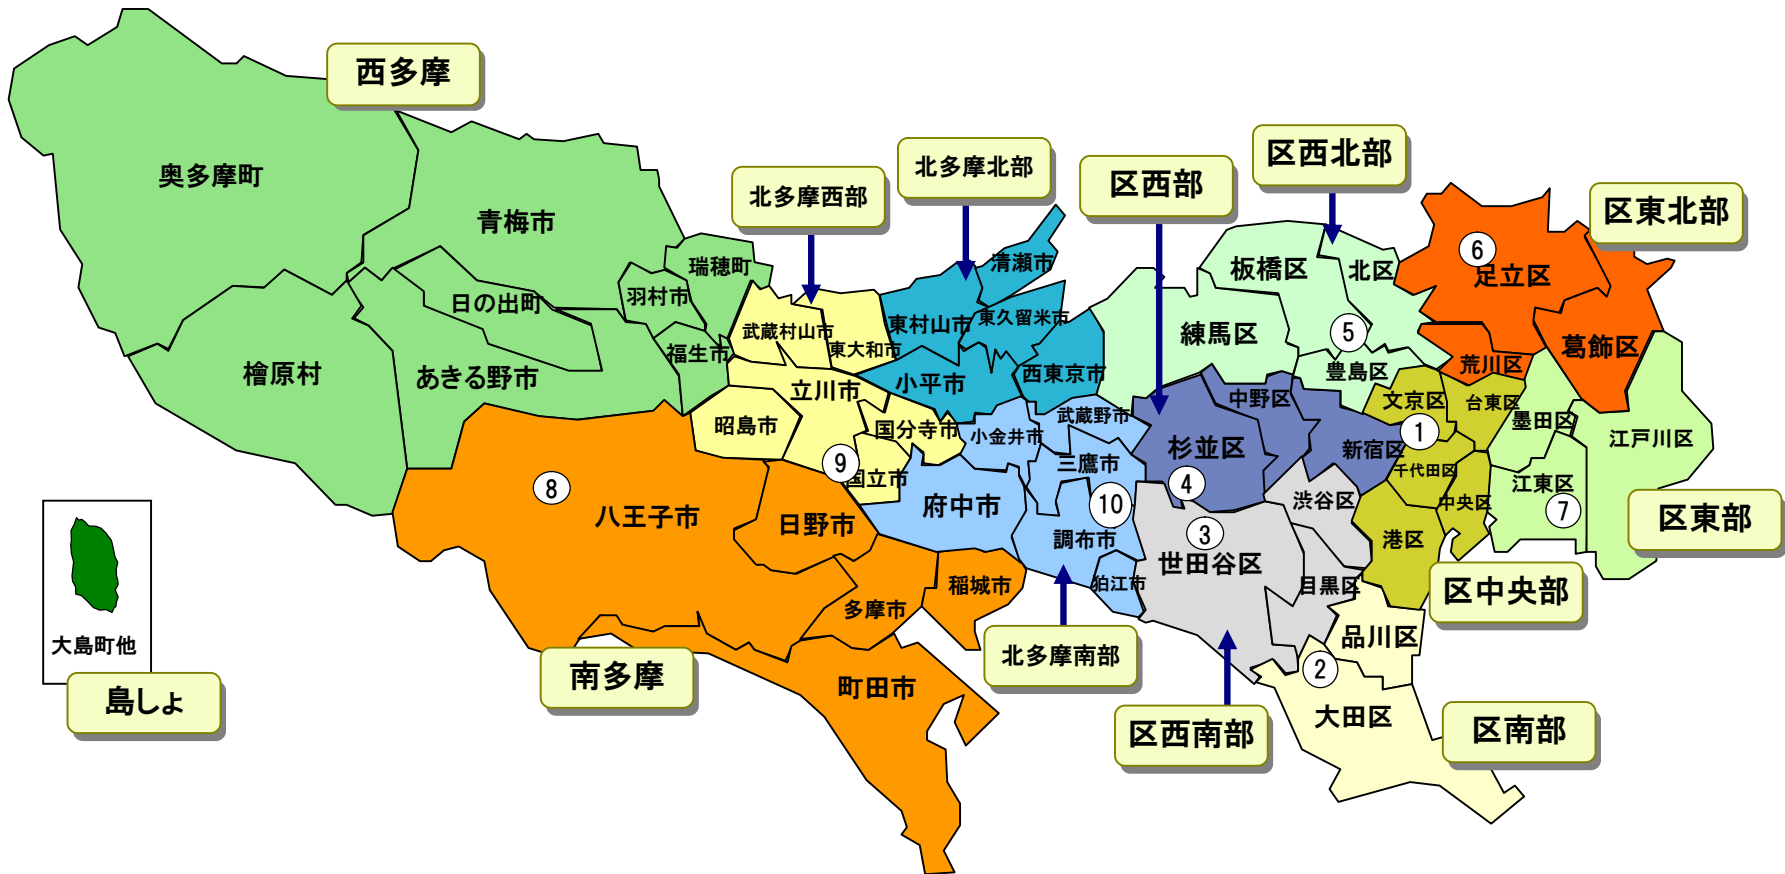 西多摩
北多摩西部
北多摩北部
区西部
区西北部
区東北部
奥多摩町
青梅市
瑞穂町
清瀬市
板橋区
北区
⑥
足立区
日の出町
羽村市
武蔵村山市
東大和市
東村山市
東久留米市
練馬区
⑤
葛飾区
檜原村
あきる野市
福生市
立川市
小平市
西東京市
豊島区
荒川区
中野区
文京区
台東区
昭島市
国分寺市
小金井市
武蔵野市
杉並区
新宿区
①
墨田区
江戸川区
⑨
国立市
三鷹市
④
千代田区
⑧
八王子市
日野市
府中市
⑩
調布市
③
世田谷区
渋谷区
港区
中央区
江東区
⑦
区東部
稲城市
多摩市
狛江市
目黒区
区中央部
大島町他
島しょ
南多摩
町田市
北多摩南部
品川区
②
大田区
区西南部
区南部